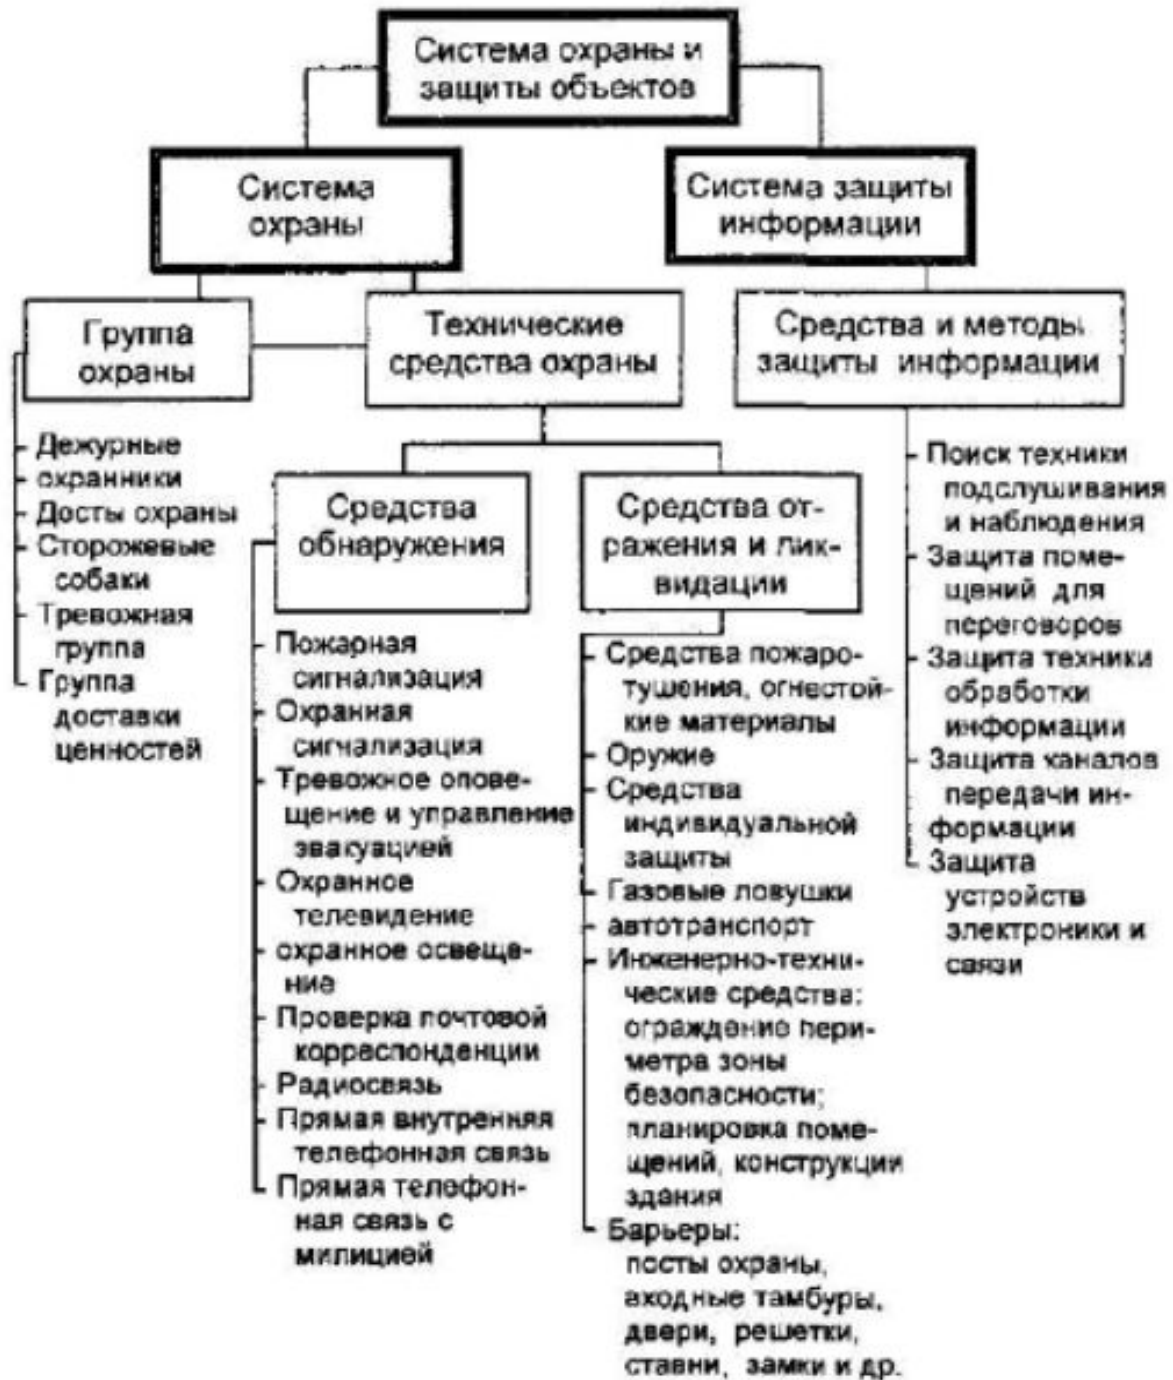 Система охраны и
защиты объектов
Система
охраны
Система защиты
информации
Группа
охраны
Технические
средства охраны
Средства и методы
защиты информации
Дежурные
охранники
Досты охраны
Сторожевые
собаки
Тревожная
группа
Группа
доставки
ценностей
Средства
обнаружения
Пожарная
сигнализация
Охранная
сигнализация
Тревожное опове-
щение и управление
эвакуацией
Охранное
телевидение
охранное освеще-
ние
Проверка почтовой
корреспонденции
Радиосвязь
Прямая внутренняя
телефонная связь
Прямая телефон-
ная связь с
милицией
Средства от-
ражения и лик-
видации
Средства пожаро-
тушения, огнестой-
кие материалы
Оружие
Средства
индивидуальной
защиты
Газовые ловушки
автотранспорт
Инженерно-техни-
ческие средства:
ограждение пери-
метра зоны
безопасности;
планировка поме-
щений, конструкции
здания
Барьеры:
посты охраны,
входные тамбуры,
двери, решетки,
ставни, замки и др.
Поиск техники
подслушивания
и наблюдения
Защита поме-
щений для
переговоров
Защита техники
обработки
информации
Защита каналов
передачи ин-
формации
Защита
устройств
электроники и
связи